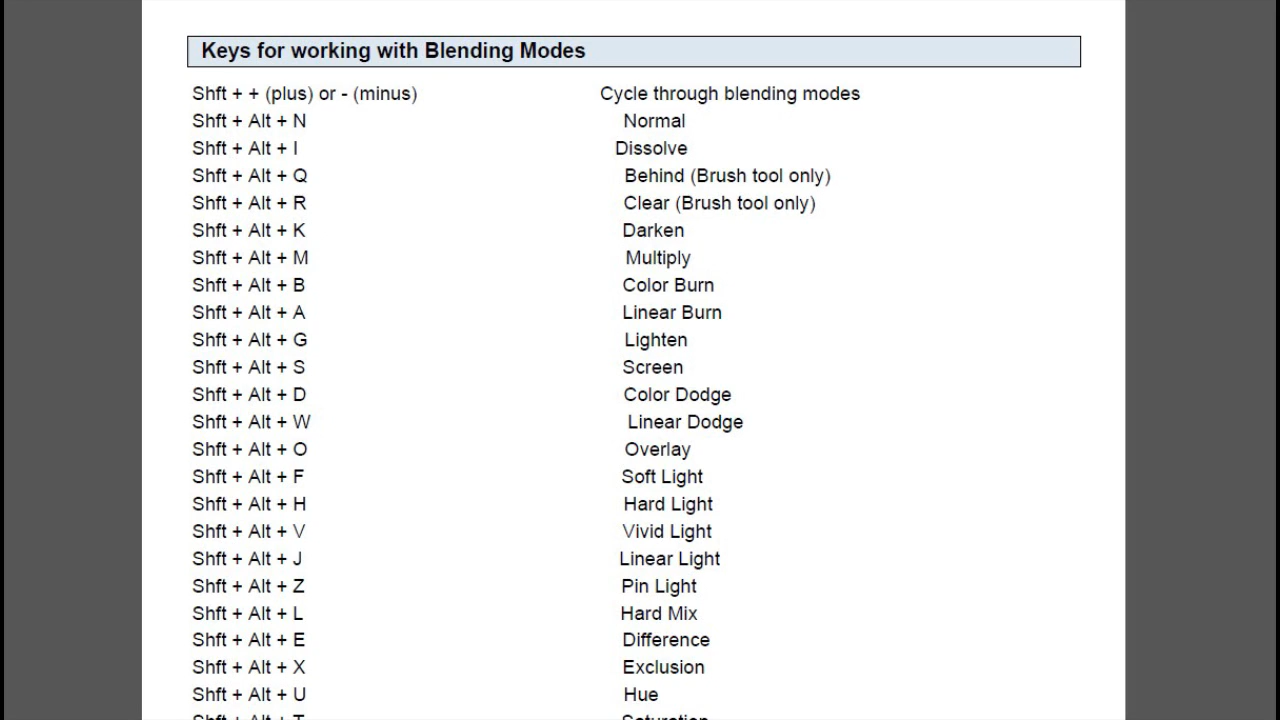 Keys for working with Blending Modes
Shft + + (plus) or - (minus) Cycle through blending modes
Shft + Alt + N Normal
Shft + Alt + I Dissolve
Shft + Alt + Q Behind (Brush tool only)
Shft + Alt + R Clear (Brush tool only)
Shft + Alt + K Darken
Shft + Alt + M Multiply
Shft + Alt + B Color Burn
Shft + Alt + A Linear Burn
Shft + Alt + G Lighten
Shft + Alt + S Screen
Shft + Alt + D Color Dodge
Shft + Alt + W Linear Dodge
Shft + Alt + O Overlay
Shft + Alt + F Soft Light
Shft + Alt + H Hard Light
Shft + Alt + V Vivid Light
Shft + Alt + J Linear Light
Shft + Alt + Z Pin Light
Shft + Alt + L Hard Mix
Shft + Alt + E Difference
Shft + Alt + X Exclusion
Shft + Alt + U Hue
Shft + Alt + T Saturation